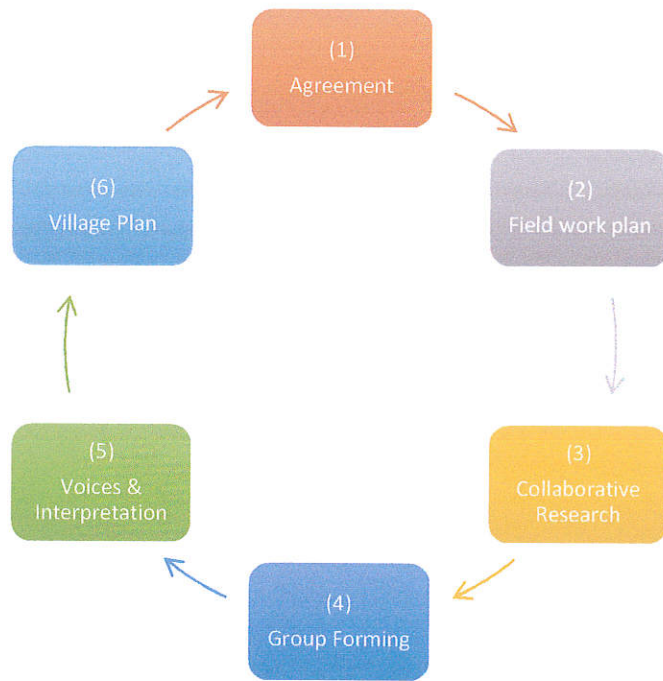 (1)
Agreement
(2)
Field work plan
(3)
Collaborative
Research
(4)
Group Forming
(5)
Voices &
Interpretation
(6)
Village Plan